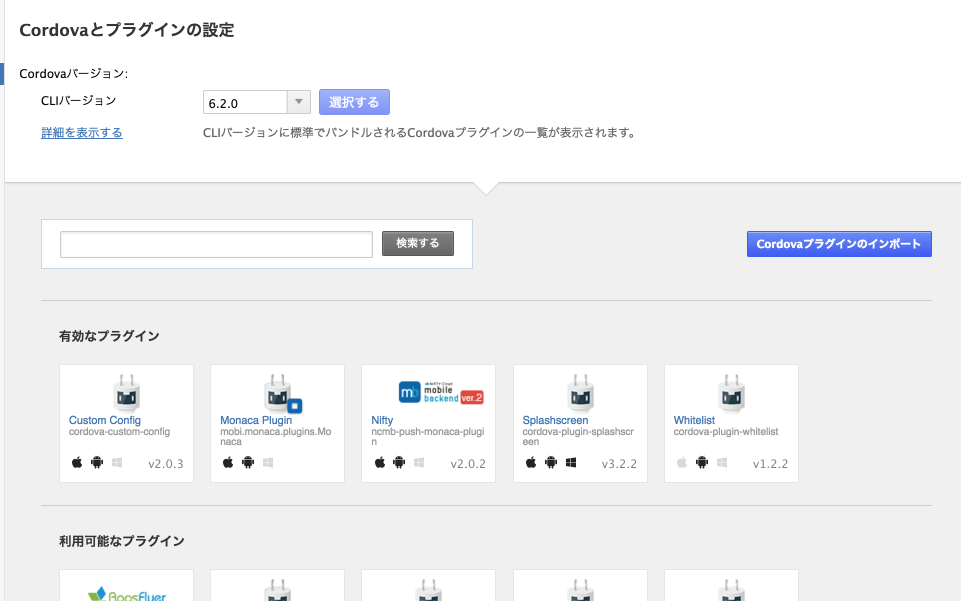 Cordovaとプラグインの設定
Cordovaバージョン:
CLIバージョン
6.2.0
選択する
詳細を表示する
CLIバージョンに標準でバンドルされるCordovaプラグインの一覧が表示されます。
検索する
Cordovaプラグインのインポート
有効なプラグイン
Custom Config
cordova-custom-config
v2.0.3
Monaca Plugin
mobi.monaca.plugins.Mo
naca
mb
NIFTY Cloud
mobile
backend
ver.2
Nifty
ncmb-push-monaca-plugi
n
v2.0.2
Splashscreen
cordova-plugin-splashscr
een
v3.2.2
Whitelist
cordova-plugin-whitelist
v1.2.2
利用可能なプラグイン
AppsFlyer